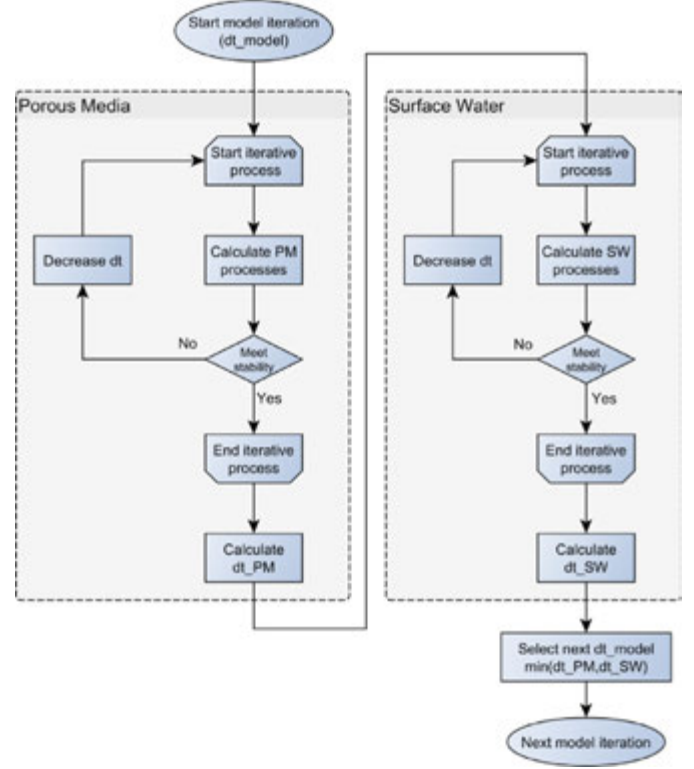 Start model iteration
(dt_model)
Porous Media
Start iterative
process
Calculate PM
processes
Decrease dt
No
Meet
stability
Yes
End iterative
process
Calculate
dt_PM
Surface Water
Start iterative
process
Calculate SW
processes
Decrease dt
No
Meet
stability
Yes
End iterative
process
Calculate
dt_SW
Select next dt_model
min(dt_PM,dt_SW)
Next model iteration